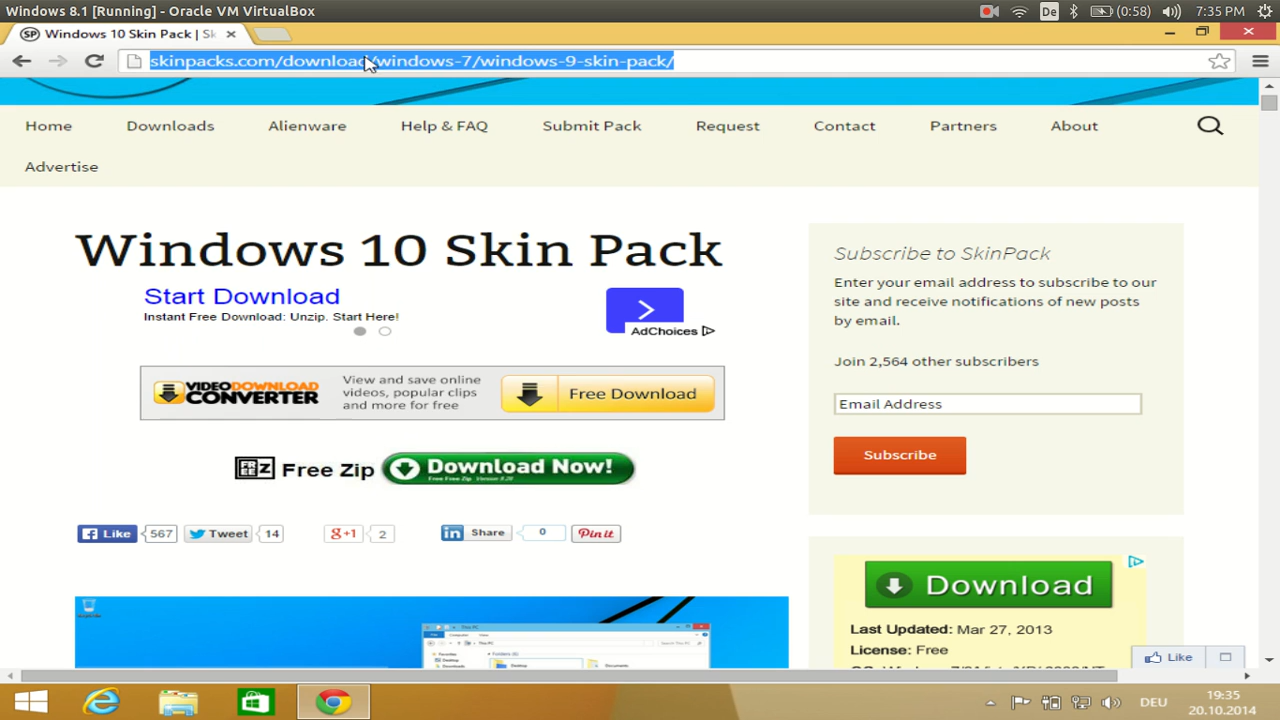 Windows 8.1 [Running] - Oracle VM VirtualBox
De
(0:58)
7:35 PM
SP
Windows 10 Skin Pack | Sk
skinpacks.com/download/windows-7/windows-9-skin-pack/
Home
Downloads
Alienware
Help & FAQ
Submit Pack
Request
Contact
Partners
About
Advertise
Windows 10 Skin Pack
Start Download
Instant Free Download: Unzip. Start Here!
AdChoices
VIDEODOWNLOAD
CONVERTER
View and save online
videos, popular clips
and more for free
Free Download
Free Zip
Download Now!
Like
567
Tweet
14
g+1
2
in Share
0
Pin it
Subscribe to SkinPack
Enter your email address to subscribe to our
site and receive notifications of new posts
by email.
Join 2,564 other subscribers
Email Address
Subscribe
Download
Last Updated: Mar 27, 2013
License: Free
Like
DEU
19:35
20.10.2014